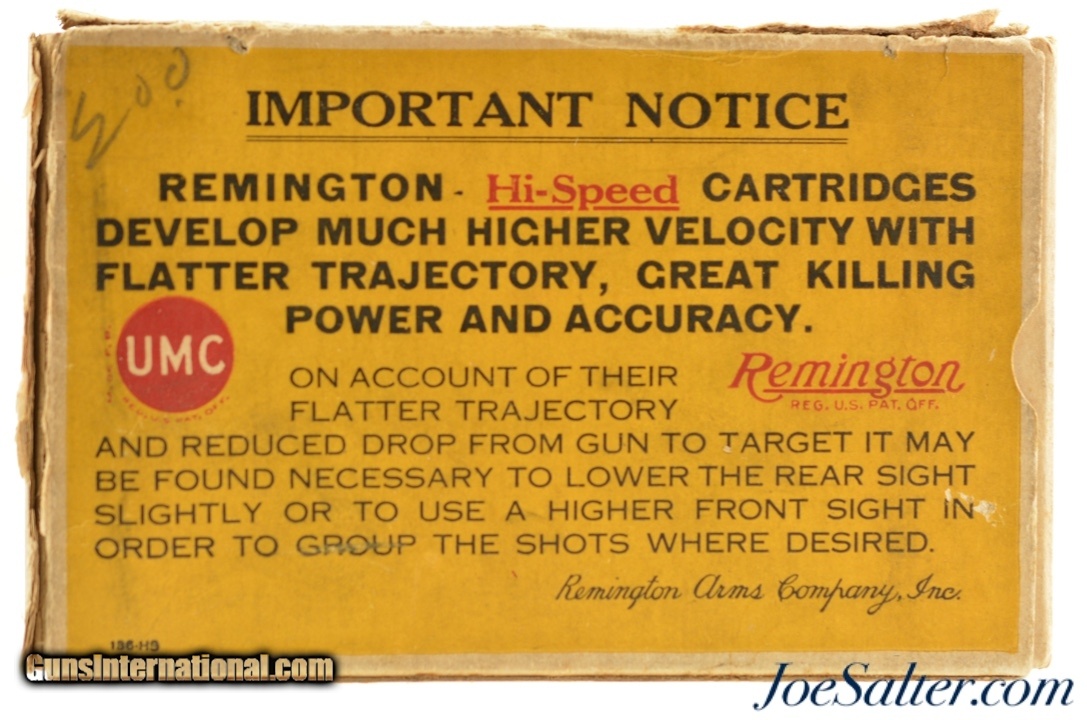 IMPORTANT NOTICE
REMINGTON - Hi-Speed CARTRIDGES
DEVELOP MUCH HIGHER VELOCITY WITH
FLATTER TRAJECTORY, GREAT KILLING
POWER AND ACCURACY.
UMC
ON ACCOUNT OF THEIR
FLATTER TRAJECTORY
Remington
REG. U.S. PAT. OFF.
AND REDUCED DROP FROM GUN TO TARGET IT MAY
BE FOUND NECESSARY TO LOWER THE REAR SIGHT
SLIGHTLY OR TO USE A HIGHER FRONT SIGHT IN
ORDER TO GROUP THE SHOTS WHERE DESIRED.
Remington Arms Company, Inc.
GunsInternational.com
JoeSalter.com